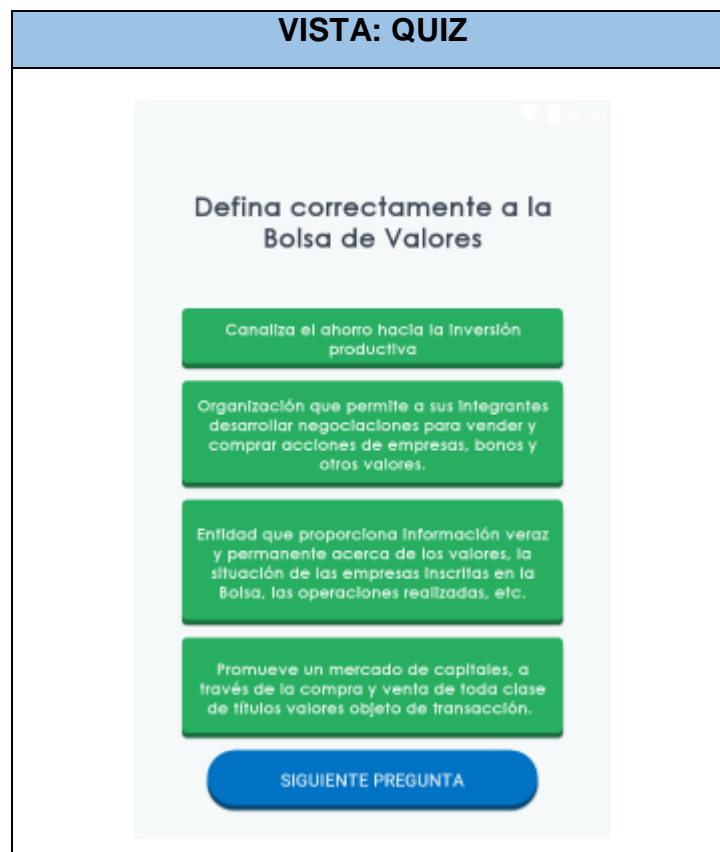 VISTA: QUIZ
8:00
Defina correctamente a la
Bolsa de Valores
Canaliza el ahorro hacia la inversión
productiva
Organización que permite a sus integrantes
desarrollar negociaciones para vender y
comprar acciones de empresas, bonos y
otros valores.
Entidad que proporciona información veraz
y permanente acerca de los valores, la
situación de las empresas inscritas en la
Bolsa, las operaciones realizadas, etc.
Promueve un mercado de capitales, a
través de la compra y venta de toda clase
de títulos valores objeto de transacción.
SIGUIENTE PREGUNTA